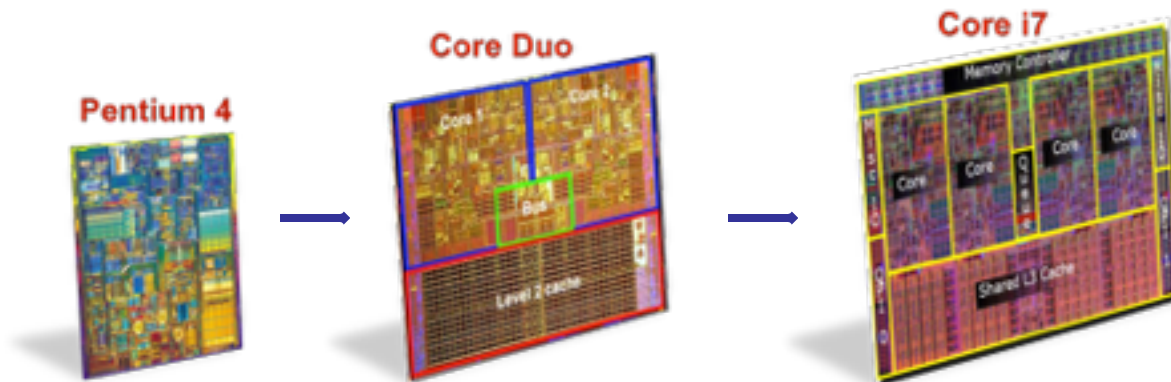 Pentium 4
Core Duo
Core 1
Core 2
Bus
Level 2 cache
Core i7
Memory Controller
Core
Core
Core
Core
Queue
Shared L3 Cache